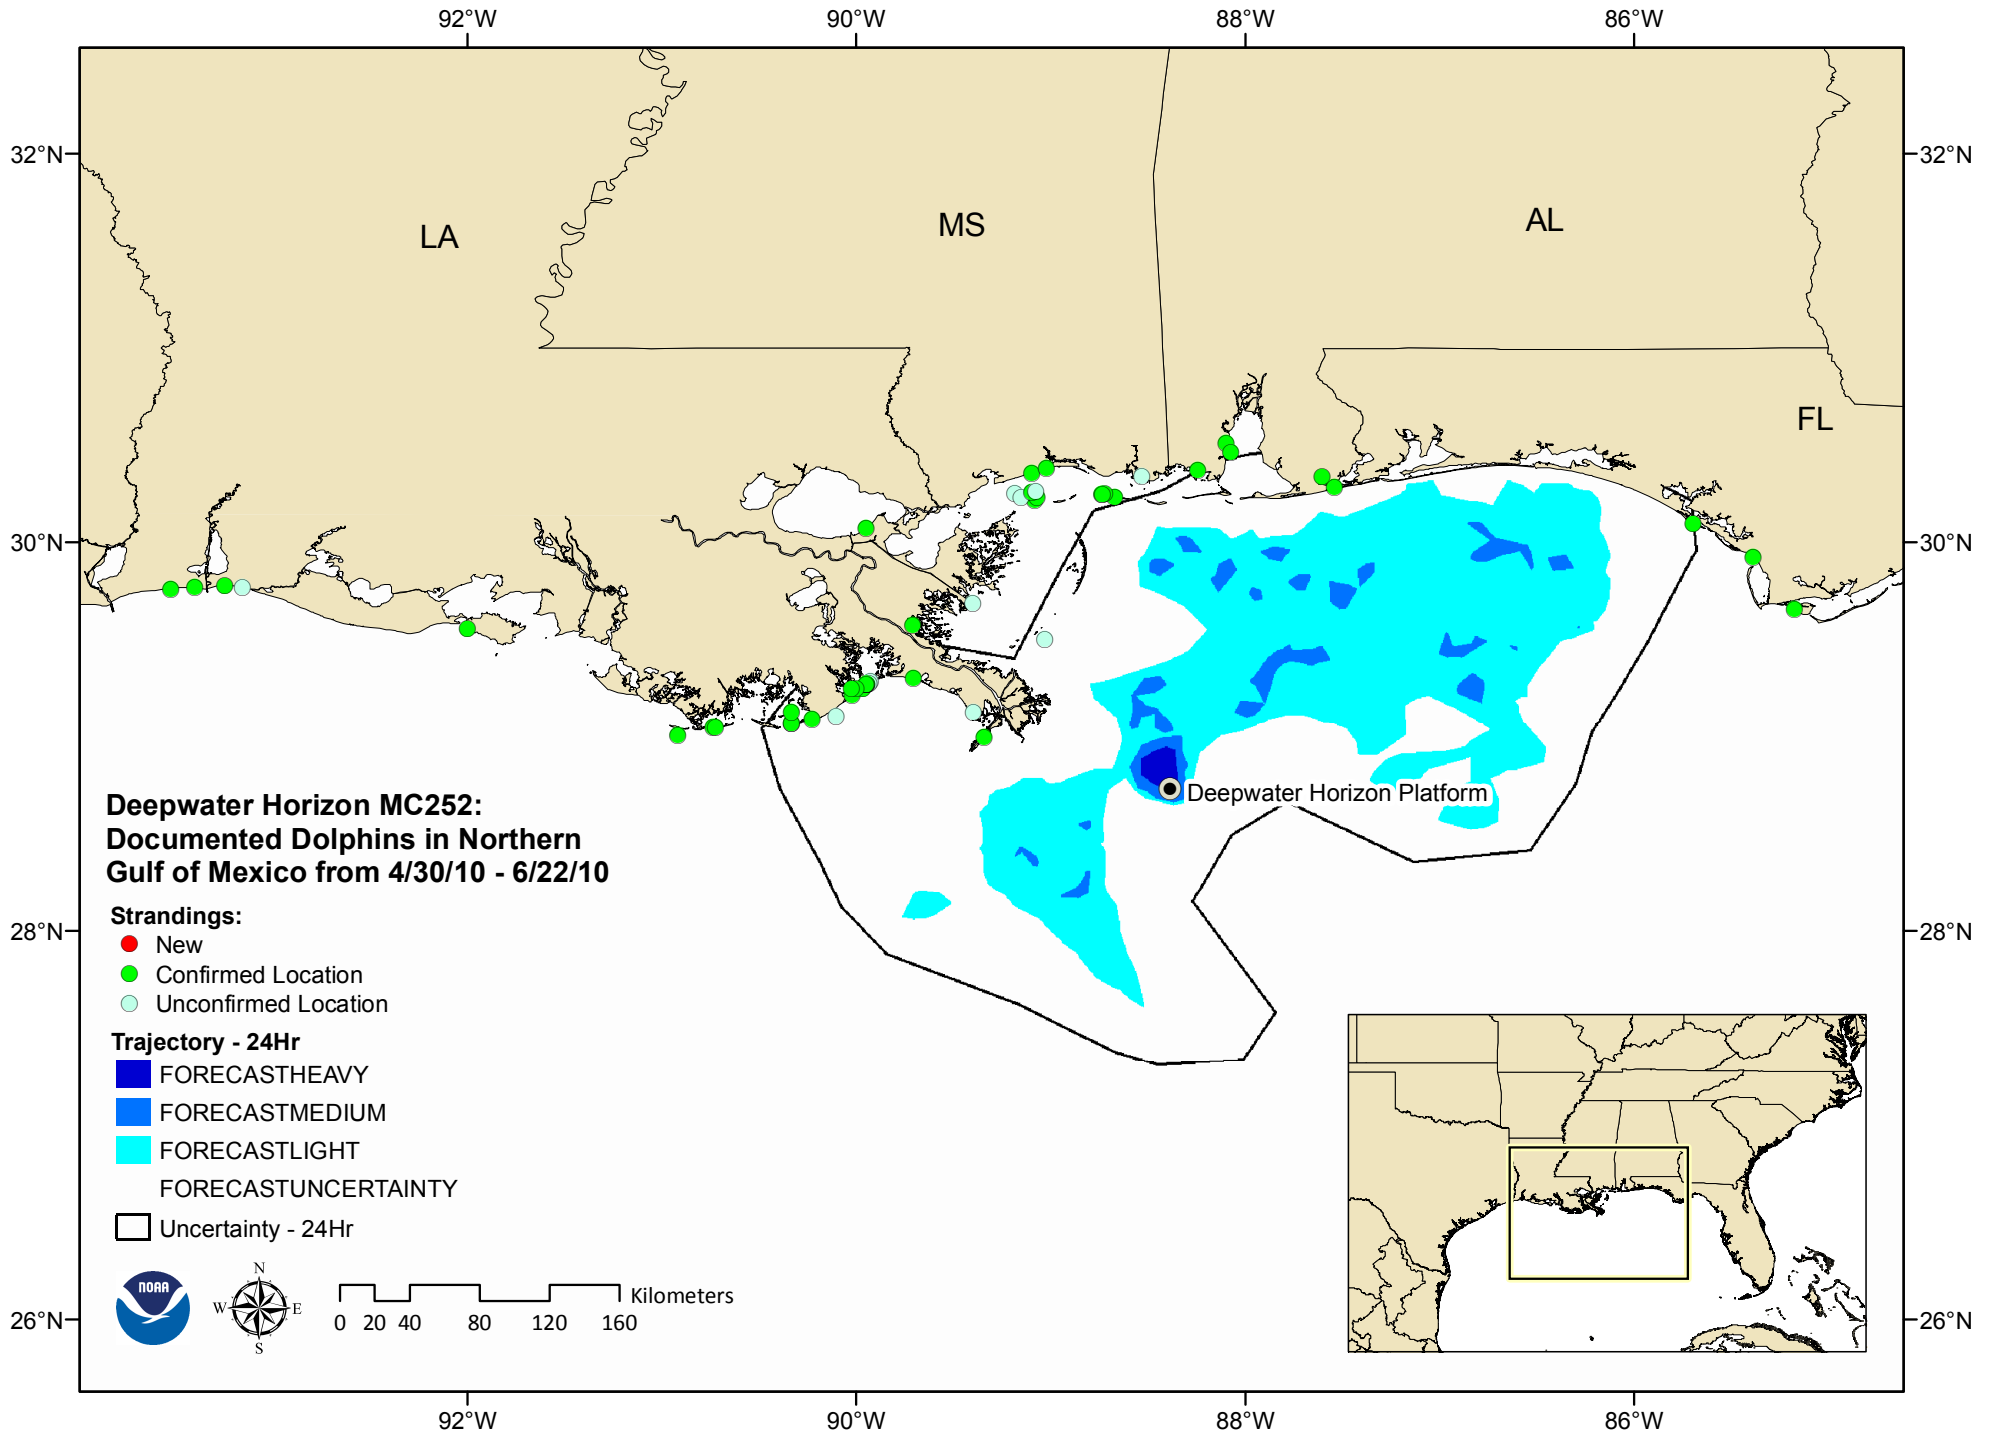 92°W 90°W 88°W 86°W
32°N 32°N
LA MS AL
FL
30°N 30°N
Deepwater Horizon Platform
Deepwater Horizon MC252:
Documented Dolphins in Northern
Gulf of Mexico from 4/30/10 - 6/22/10
Strandings:
28°N 28°N
New
Confirmed Location
Unconfirmed Location
Trajectory - 24Hr
FORECASTHEAVY
FORECASTMEDIUM
FORECASTLIGHT
FORECASTUNCERTAINTY
Uncertainty - 24Hr
NOAA
N
W E
S
Kilometers
0 20 40 80 120 160
26°N 26°N
92°W 90°W 88°W 86°W